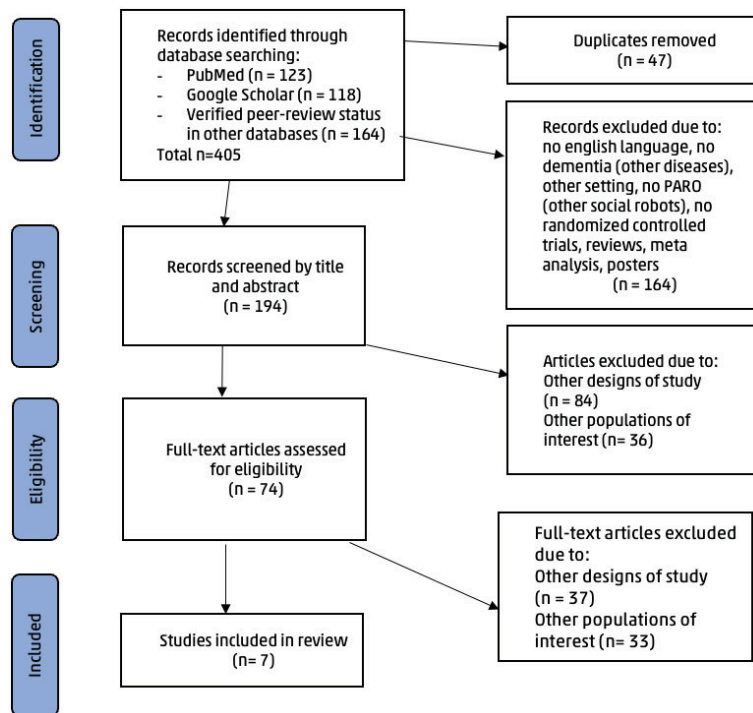 Identification
Records identified through
database searching:
- PubMed (n = 123)
- Google Scholar (n = 118)
- Verified peer-review status
in other databases (n = 164)
Total n=405
Duplicates removed
(n = 47)
Records excluded due to:
no english language, no
dementia (other diseases),
other setting, no PARO
(other social robots), no
randomized controlled
trials, reviews, meta
analysis, posters
(n = 164)
Screening
Records screened by title
and abstract
(n = 194)
Articles excluded due to:
Other designs of study
(n = 84)
Other populations of
interest (n = 36)
Eligibility
Full-text articles assessed
for eligibility
(n = 74)
Full-text articles excluded
due to:
Other designs of study
(n = 37)
Other populations of
interest (n= 33)
Included
Studies included in review
(n= 7)